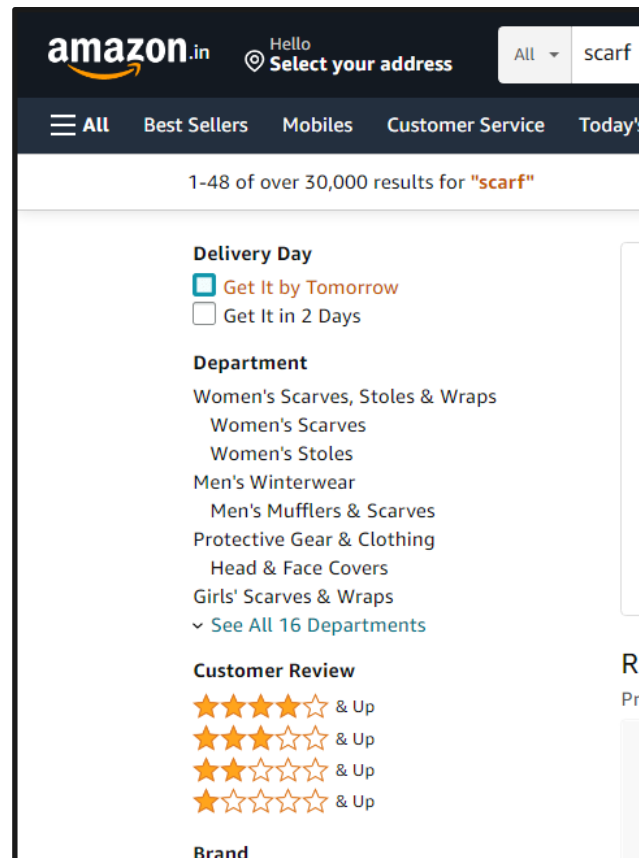 amazon.in
Hello
Select your address
All
scarf
All Best Sellers Mobiles Customer Service Today's
1-48 of over 30,000 results for "scarf"
Delivery Day
Get It by Tomorrow
Get It in 2 Days
Department
Women's Scarves, Stoles & Wraps
Women's Scarves
Women's Stoles
Men's Winterwear
Men's Mufflers & Scarves
Protective Gear & Clothing
Head & Face Covers
Girls' Scarves & Wraps
See All 16 Departments
Customer Review
& Up
& Up
& Up
& Up
Brand